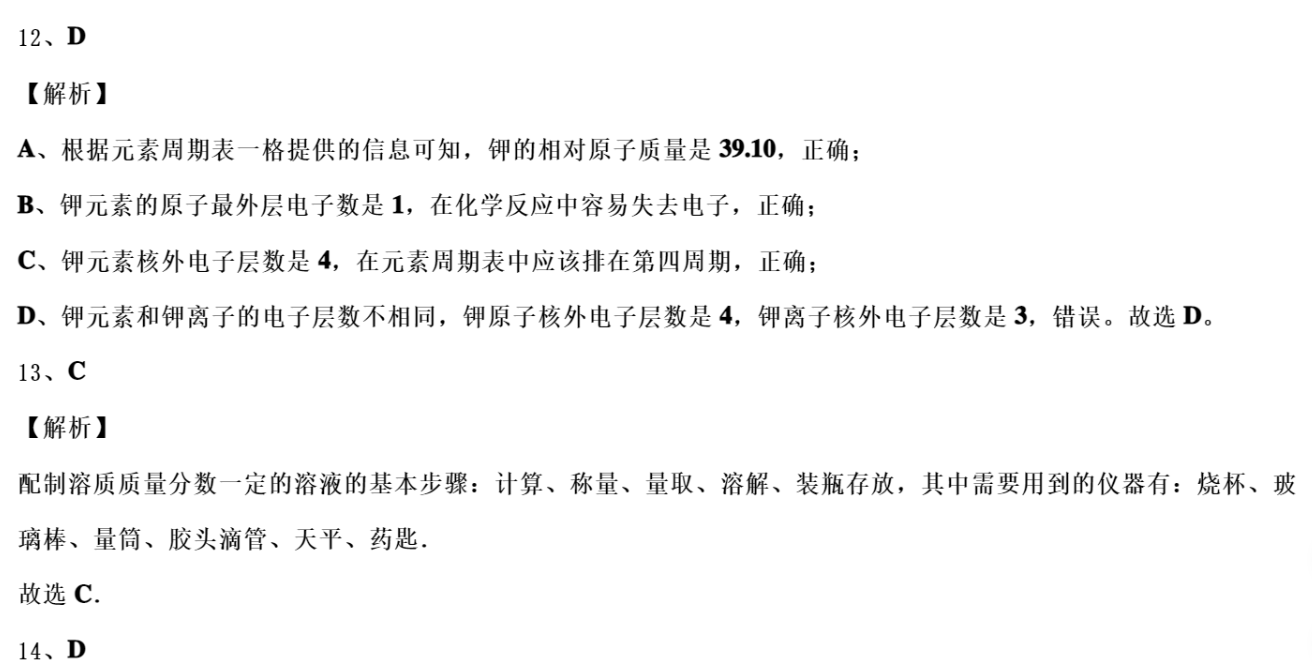 12、D
【解析】
A、根据元素周期表一格提供的信息可知，钾的相对原子质量是 39.10，正确；
B、钾元素的原子最外层电子数是 1，在化学反应中容易失去电子，正确；
C、钾元素核外电子层数是 4，在元素周期表中应该排在第四周期，正确；
D、钾元素和钾离子的电子层数不相同，钾原子核外电子层数是 4，钾离子核外电子层数是 3，错误。故选 D。
13、C
【解析】
配制溶质质量分数一定的溶液的基本步骤：计算、称量、量取、溶解、装瓶存放，其中需要用到的仪器有：烧杯、玻
璃棒、量筒、胶头滴管、天平、药匙．
故选 C．
14、D